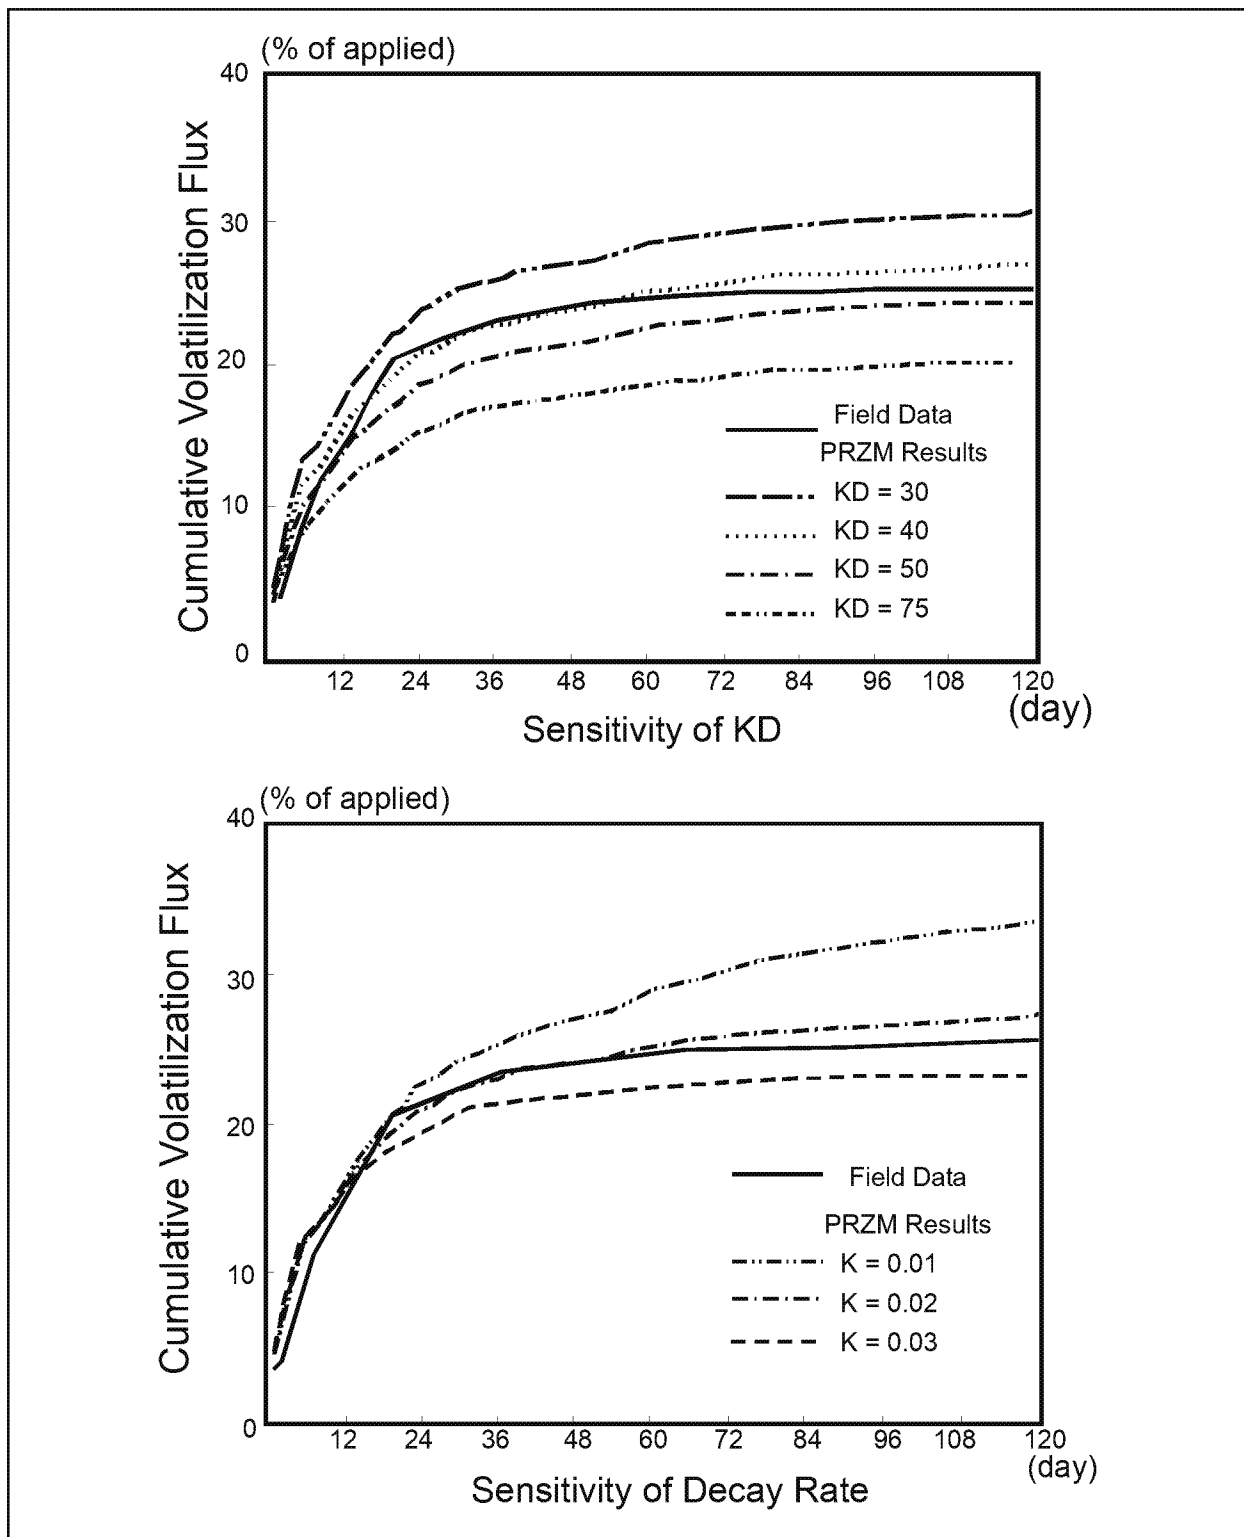 (% of applied)
40
30
20
10
0
Cumulative Volatilization Flux
Field Data
PRZM Results
KD = 30
KD = 40
KD = 50
KD = 75
12 24 36 48 60 72 84 96 108 120
(day)
Sensitivity of KD
(% of applied)
40
30
20
10
0
Cumulative Volatilization Flux
Field Data
PRZM Results
K = 0.01
K = 0.02
K = 0.03
12 24 36 48 60 72 84 96 108 120
(day)
Sensitivity of Decay Rate